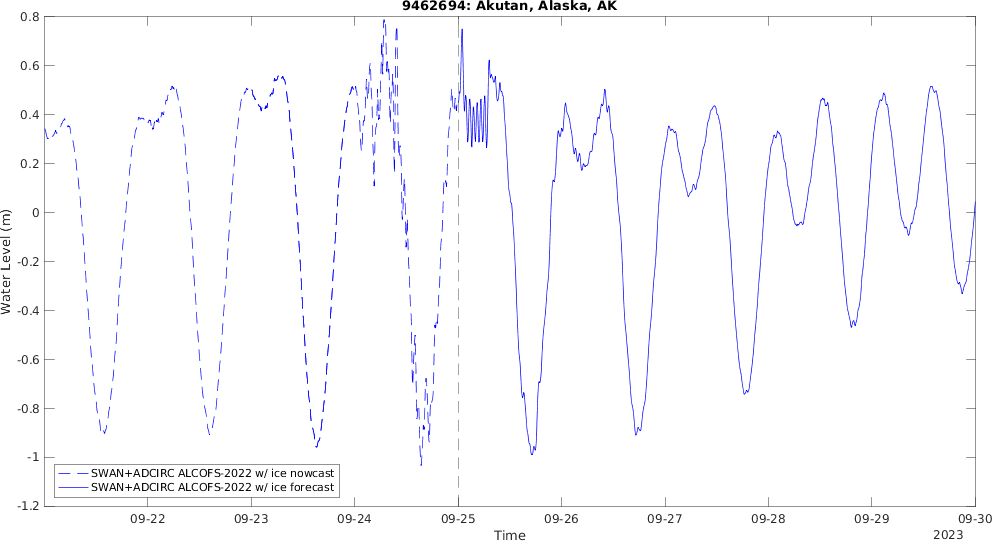 9462694: Akutan, Alaska, AK
Water Level (m)
0.8
0.6
0.4
0.2
0
-0.2
-0.4
-0.6
-0.8
-1
-1.2
SWAN+ADCIRC ALCOFS-2022 w/ ice nowcast
SWAN+ADCIRC ALCOFS-2022 w/ ice forecast
09-22 09-23 09-24 09-25 09-26 09-27 09-28 09-29 09-30
Time
2023